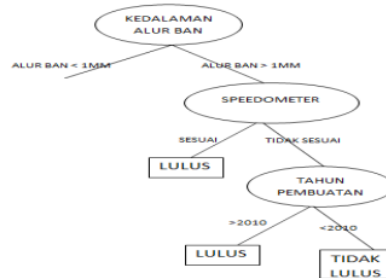 KEDALAMAN
ALUR BAN
ALUR BAN < 1MM
ALUR BAN > 1MM
SPEEDOMETER
SESUAI
TIDAK SESUAI
LULUS
TAHUN
PEMBUATAN
>2010
<2010
LULUS
TIDAK
LULUS